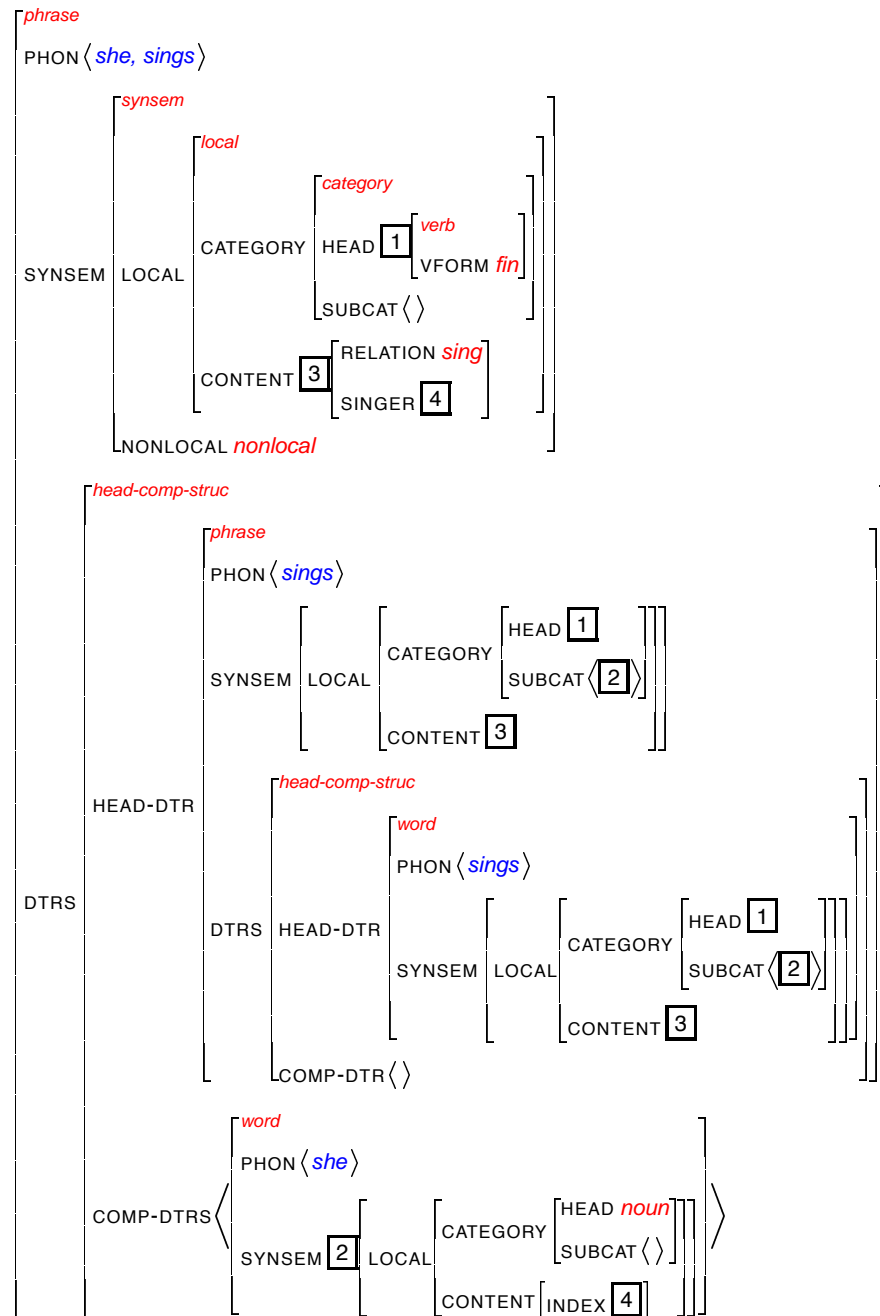 phrase
PHON ⟨she, sings⟩
synsem
local
category
HEAD 1
verb
VFORM fin
SUBCAT ⟨ ⟩
CATEGORY
SYNSEM LOCAL
CONTENT 3
RELATION sing
SINGER 4
NONLOCAL nonlocal
head-comp-struc
phrase
PHON ⟨sings⟩
HEAD 1
CATEGORY
SUBCAT ⟨2⟩
SYNSEM LOCAL
CONTENT 3
head-comp-struc
HEAD-DTR
word
PHON ⟨sings⟩
DTRS
DTRS HEAD-DTR
HEAD 1
CATEGORY
SUBCAT ⟨2⟩
SYNSEM LOCAL
CONTENT 3
COMP-DTR ⟨ ⟩
word
PHON ⟨she⟩
COMP-DTRS
HEAD noun
CATEGORY
SUBCAT ⟨ ⟩
SYNSEM 2 LOCAL
CONTENT INDEX 4